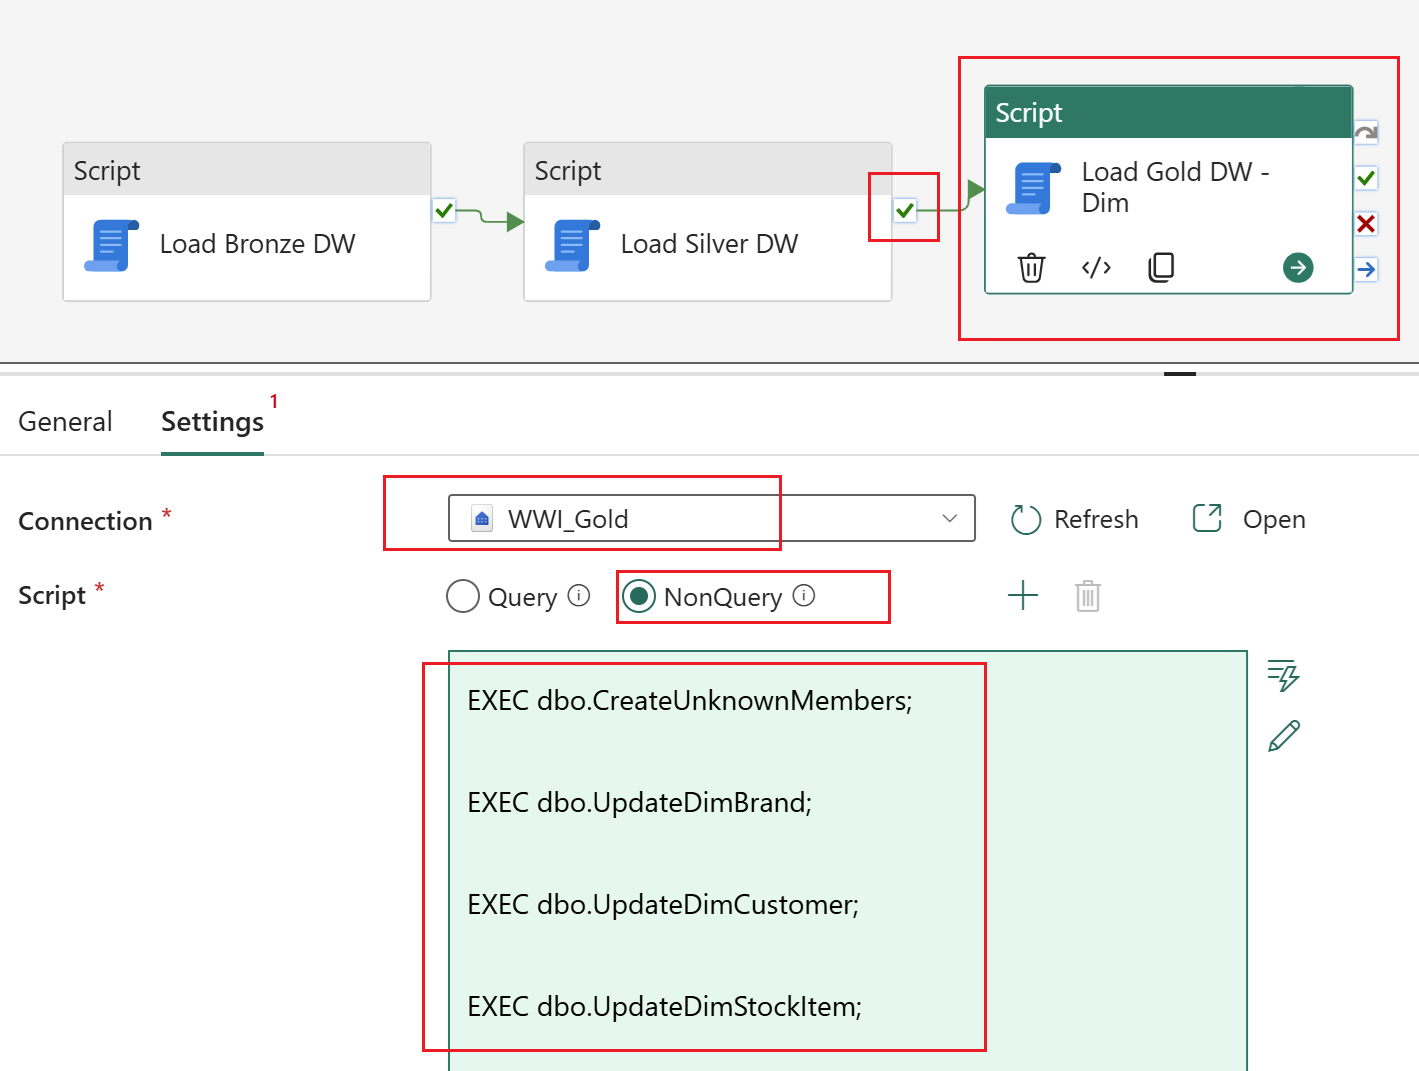 Script
Load Bronze DW
Script
Load Silver DW
Script
Load Gold DW -
Dim
</>
General
Settings 1
Connection *
WWI_Gold
Refresh
Open
Script *
Query
NonQuery
EXEC dbo.CreateUnknownMembers;
EXEC dbo.UpdateDimBrand;
EXEC dbo.UpdateDimCustomer;
EXEC dbo.UpdateDimStockItem;